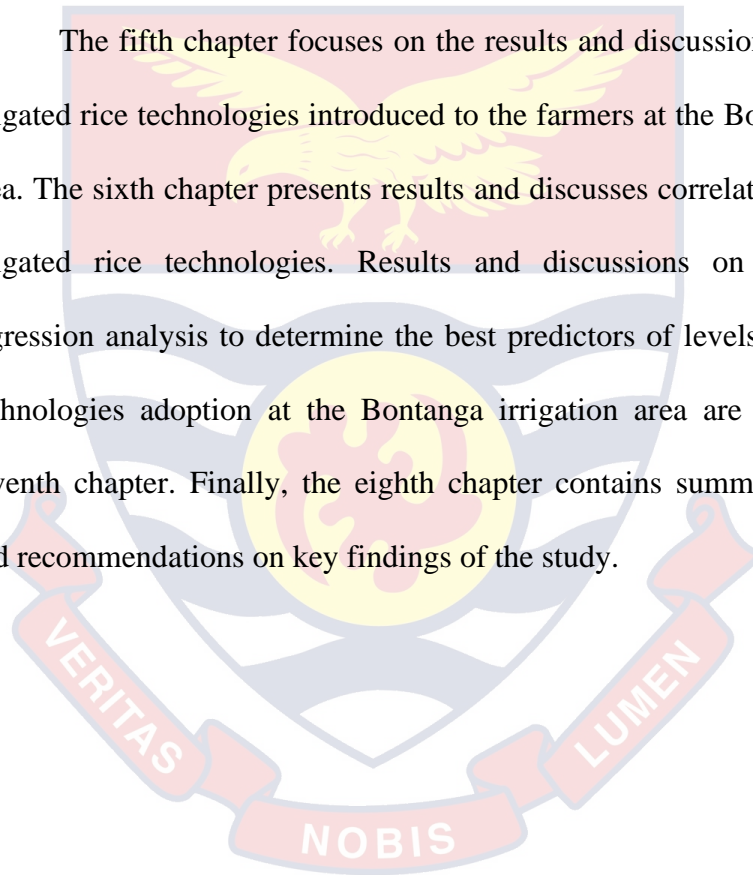 The fifth chapter focuses on the results and discussion
igated rice technologies introduced to the farmers at the Bo
ea. The sixth chapter presents results and discusses correlat
igated rice technologies. Results and discussions on
gression analysis to determine the best predictors of levels
chnologies adoption at the Bontanga irrigation area are
venth chapter. Finally, the eighth chapter contains summ
d recommendations on key findings of the study.
VERITAS
NOBIS
LUMEN